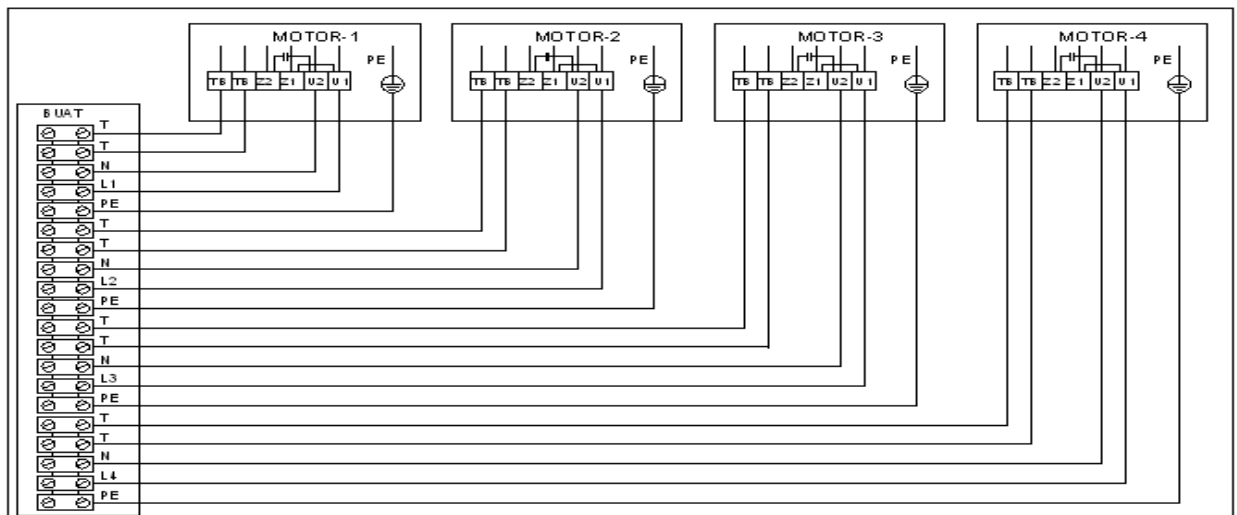 MOTOR-1
MOTOR-2
MOTOR-3
MOTOR-4
PE
PE
PE
PE
TB TB Z2 Z1 U2 U1
TB TB Z2 Z1 U2 U1
TB TB Z2 Z1 U2 U1
TB TB Z2 Z1 U2 U1
BUAT
T
T
N
L1
PE
T
T
N
L2
PE
T
T
N
L3
PE
T
T
N
L4
PE